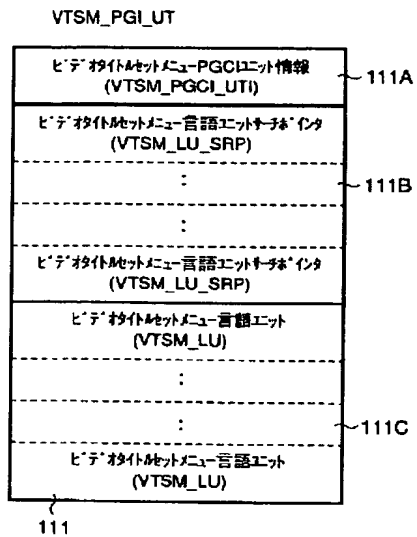 VTSM_PGI_UT
ﾋﾞﾃﾞｵﾀｲﾄﾙｾｯﾄﾒﾆｭｰPGCIﾕﾆｯﾄ情報
(VTSM_PGCI_UTI)
111A
ﾋﾞﾃﾞｵﾀｲﾄﾙｾｯﾄﾒﾆｭｰ言語ﾕﾆｯﾄｻｰﾁﾎﾟｲﾝﾀ
(VTSM_LU_SRP)
:
111B
:
ﾋﾞﾃﾞｵﾀｲﾄﾙｾｯﾄﾒﾆｭｰ言語ﾕﾆｯﾄｻｰﾁﾎﾟｲﾝﾀ
(VTSM_LU_SRP)
ﾋﾞﾃﾞｵﾀｲﾄﾙｾｯﾄﾒﾆｭｰ言語ﾕﾆｯﾄ
(VTSM_LU)
:
:
111C
ﾋﾞﾃﾞｵﾀｲﾄﾙｾｯﾄﾒﾆｭｰ言語ﾕﾆｯﾄ
(VTSM_LU)
111